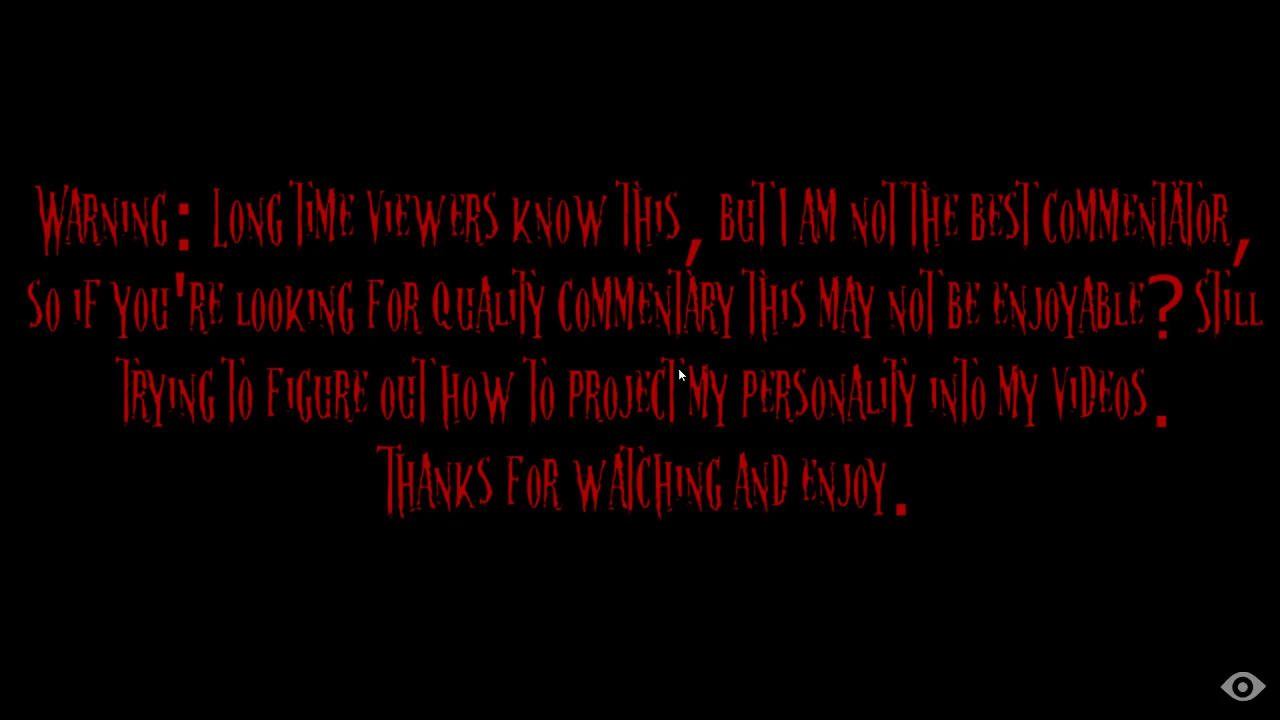 Warning: Long time viewers know this, but I am not the best commentator,
so if you're looking for quality commentary this may not be enjoyable? Still
trying to figure out how to project my personality into my videos.
Thanks for watching and enjoy.